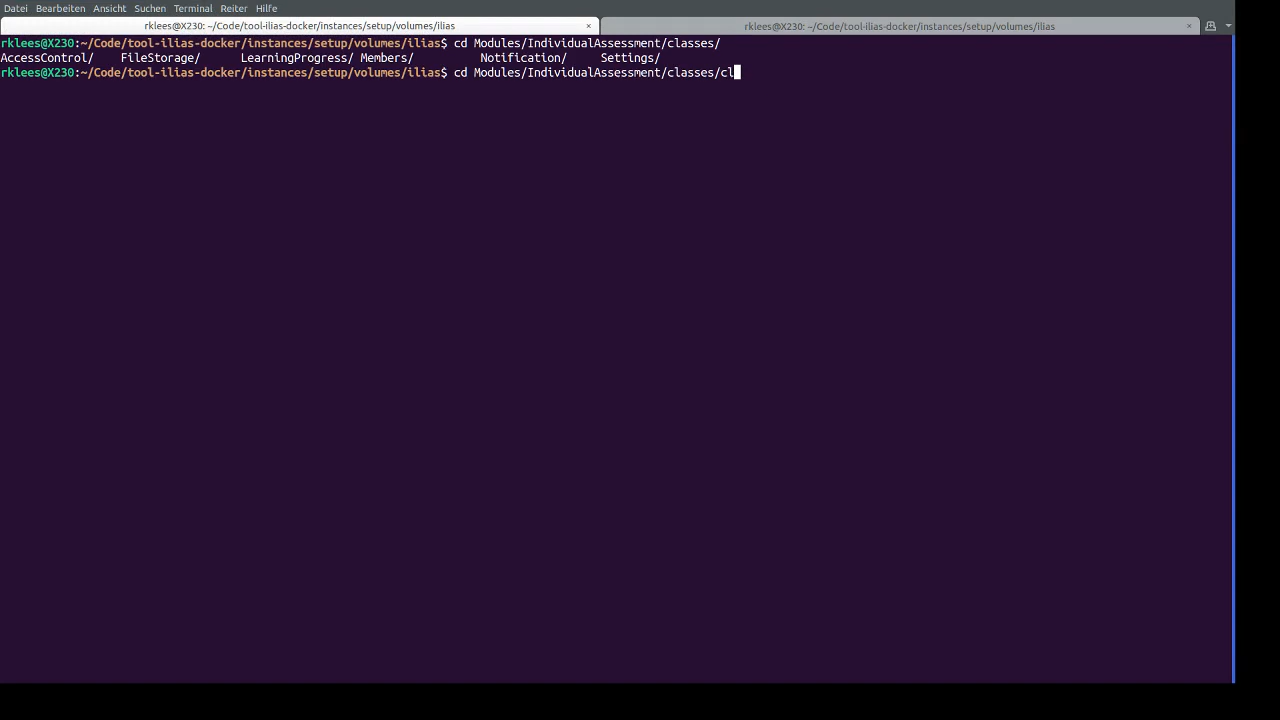 Datei Bearbeiten Ansicht Suchen Terminal Reiter Hilfe
rklees@X230: ~/Code/tool-ilias-docker/instances/setup/volumes/ilias × rklees@X230: ~/Code/tool-ilias-docker/instances/setup/volumes/ilias ×
rklees@X230:~/Code/tool-ilias-docker/instances/setup/volumes/ilias$ cd Modules/IndividualAssessment/classes/
AccessControl/ FileStorage/ LearningProgress/ Members/ Notification/ Settings/
rklees@X230:~/Code/tool-ilias-docker/instances/setup/volumes/ilias$ cd Modules/IndividualAssessment/classes/cl